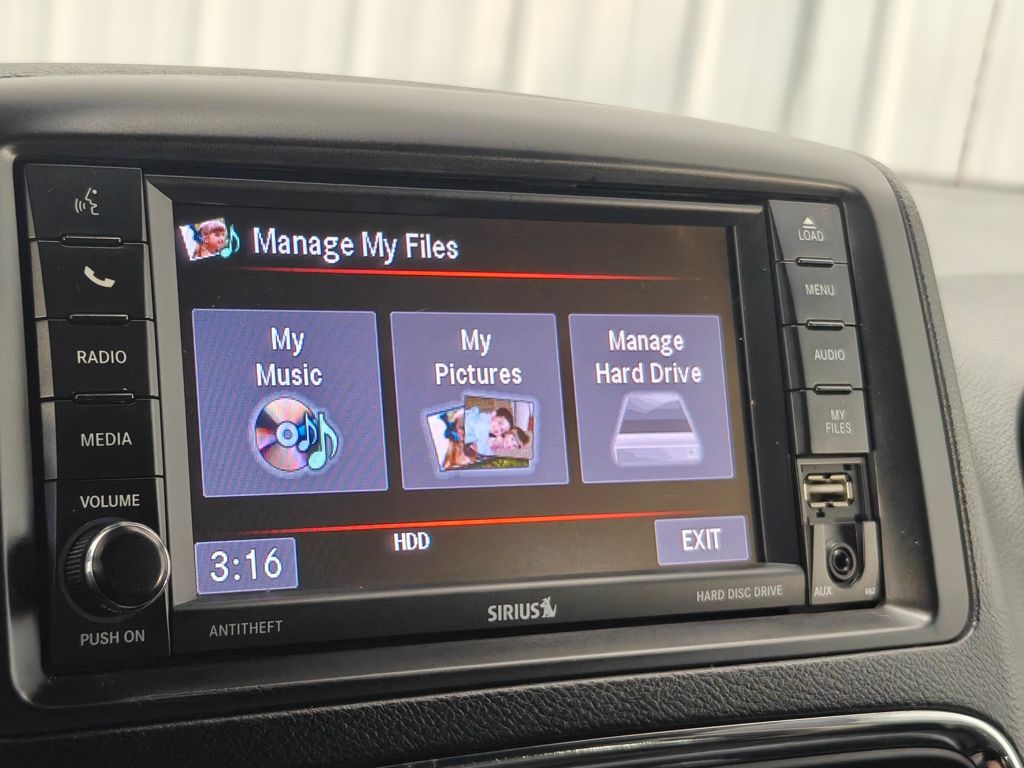 Manage My Files
My
Music
My
Pictures
Manage
Hard Drive
3:16
HDD
EXIT
RADIO
MEDIA
VOLUME
PUSH ON
ANTITHEFT
SIRIUS
HARD DISC DRIVE
LOAD
MENU
AUDIO
MY
FILES
AUX